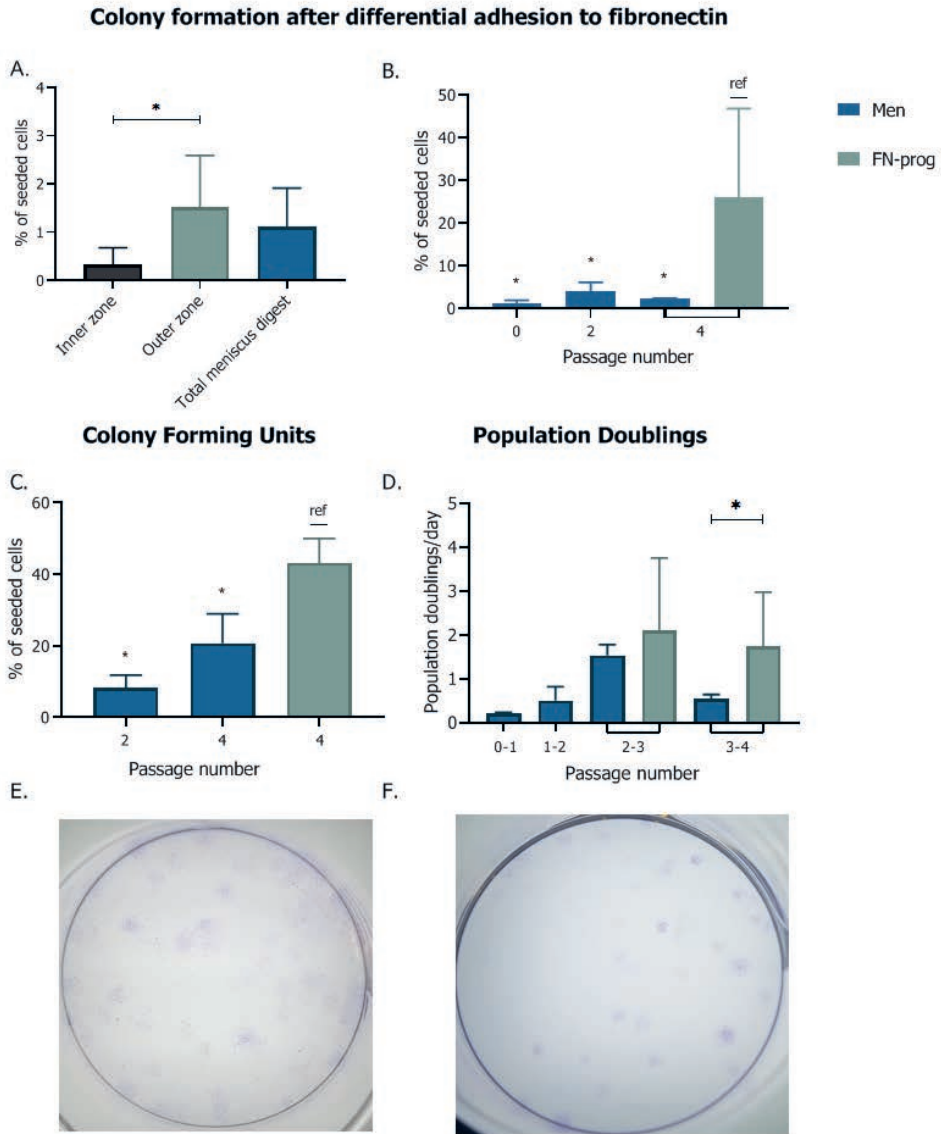 Colony formation after differential adhesion to fibronectin
A.
% of seeded cells
4
3
2
1
0
*
Inner zone
Outer zone
Total meniscus digest
B.
% of seeded cells
50
40
30
20
10
0
*
*
*
ref
0
2
4
Passage number
Men
FN-prog
Colony Forming Units
C.
% of seeded cells
60
40
20
0
*
*
ref
2
4
4
Passage number
Population Doublings
D.
Population doublings/day
5
4
3
2
1
0
*
0-1
1-2
2-3
3-4
Passage number
E.
F.